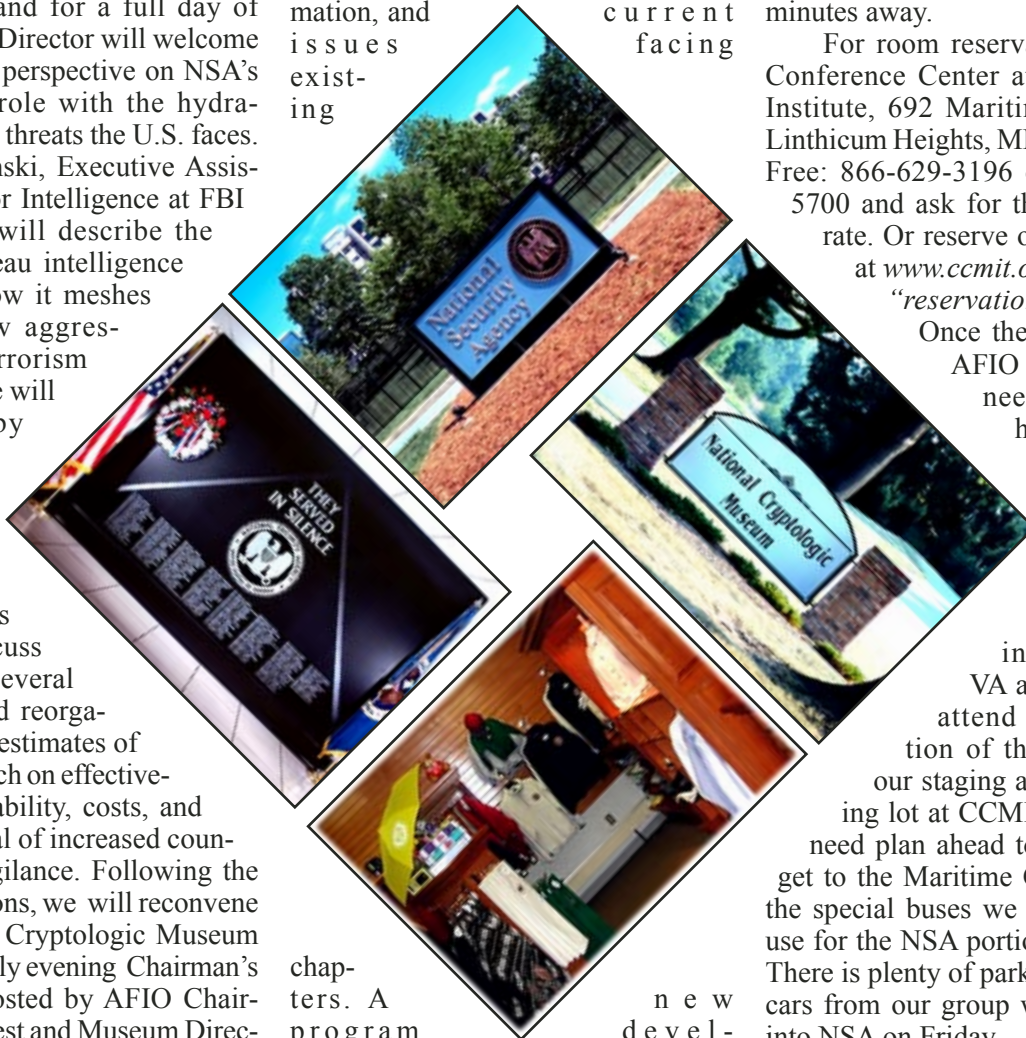 and for a full day of
Director will welcome
perspective on NSA's
role with the hydra-
threats the U.S. faces.
nski, Executive Assis-
or Intelligence at FBI
will describe the
eau intelligence
ow it meshes
w aggres-
rrorism
e will
by
s
cuss
everal
d reorga-
estimates of
ch on effective-
ability, costs, and
al of increased coun-
gilance. Following the
ons, we will reconvene
Cryptologic Museum
ly evening Chairman's
osted by AFIO Chair-
est and Museum Direc-
mation, and
issues
exist-
ing
current
facing
National
Security
Agency
THEY
SERVED
IN SILENCE
National Cryptologic
Museum
chap-
ters. A
program
new
devel-
minutes away.
For room reservi
Conference Center a
Institute, 692 Mariti
Linthicum Heights, M
Free: 866-629-3196
5700 and ask for th
rate. Or reserve o
at www.ccmit.o
"reservatio
Once the
AFIO
nee
h
in
VA a
attend
tion of th
our staging a
ing lot at CCM
need plan ahead t
get to the Maritime
the special buses we
use for the NSA portio
There is plenty of park
cars from our group v
into NSA on Friday